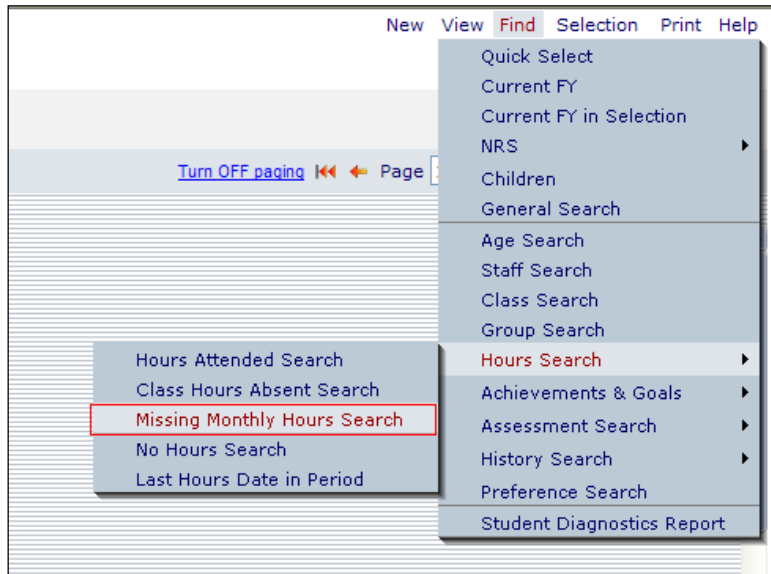 New View Find Selection Print Help
Quick Select
Current FY
Current FY in Selection
NRS
Turn OFF paging Page
Children
General Search
Age Search
Staff Search
Class Search
Group Search
Hours Search
Achievements & Goals
Assessment Search
History Search
Preference Search
Student Diagnostics Report
Hours Attended Search
Class Hours Absent Search
Missing Monthly Hours Search
No Hours Search
Last Hours Date in Period